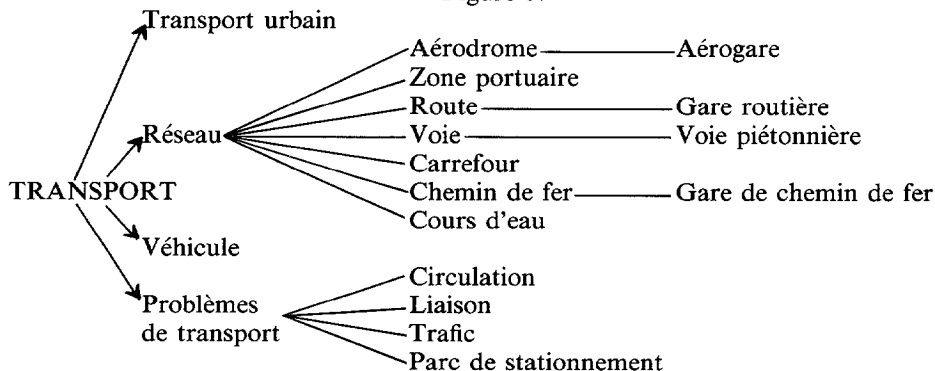 Transport urbain
Aérodrome Aérogare
Zone portuaire
Route Gare routière
Réseau Voie Voie piétonnière
Carrefour
TRANSPORT Chemin de fer Gare de chemin de fer
Cours d'eau
Véhicule
Circulation
Problèmes Liaison
de transport Trafic
Parc de stationnement